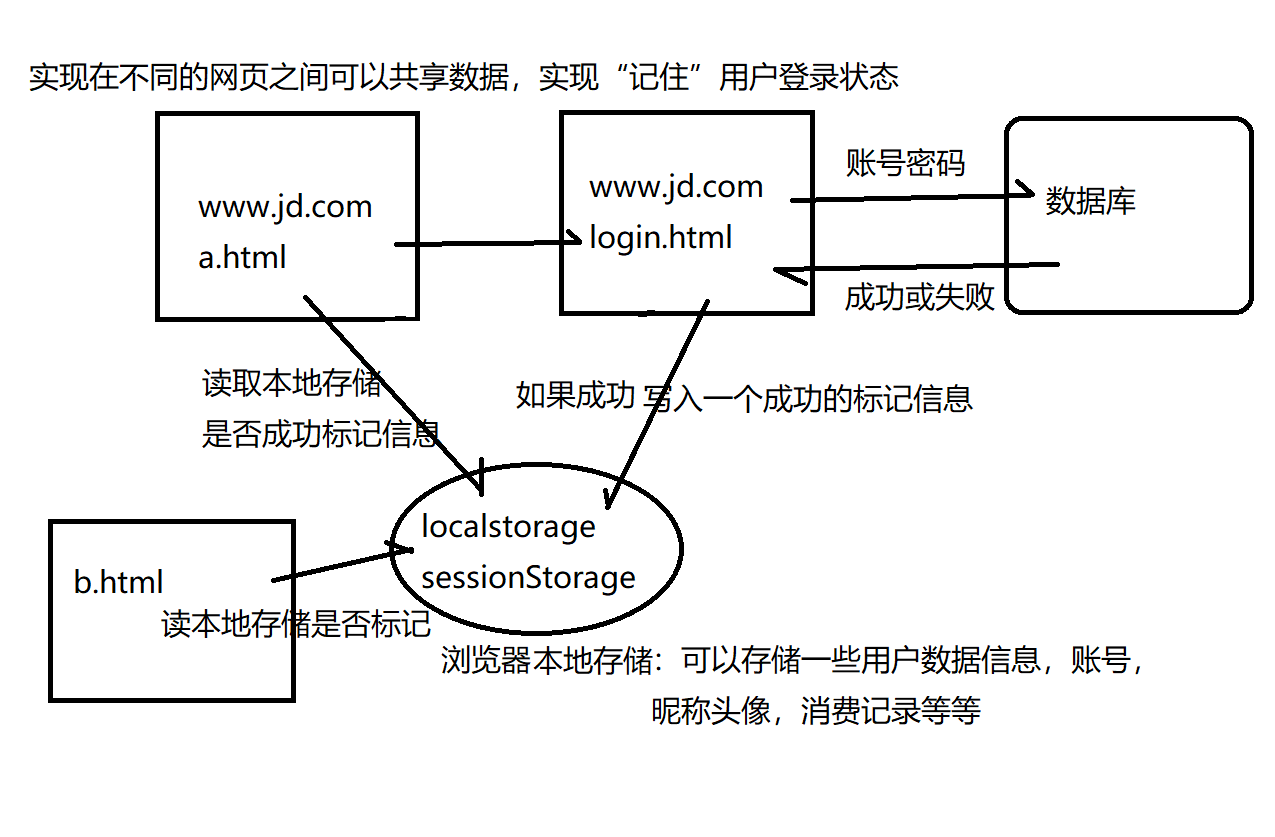 实现在不同的网页之间可以共享数据，实现“记住”用户登录状态
www.jd.com
a.html
www.jd.com
login.html
账号密码
数据库
成功或失败
读取本地存储
是否成功标记信息
如果成功
写入一个成功的标记信息
localstorage
sessionStorage
b.html
读本地存储是否标记
浏览器本地存储：可以存储一些用户数据信息，账号，
昵称头像，消费记录等等